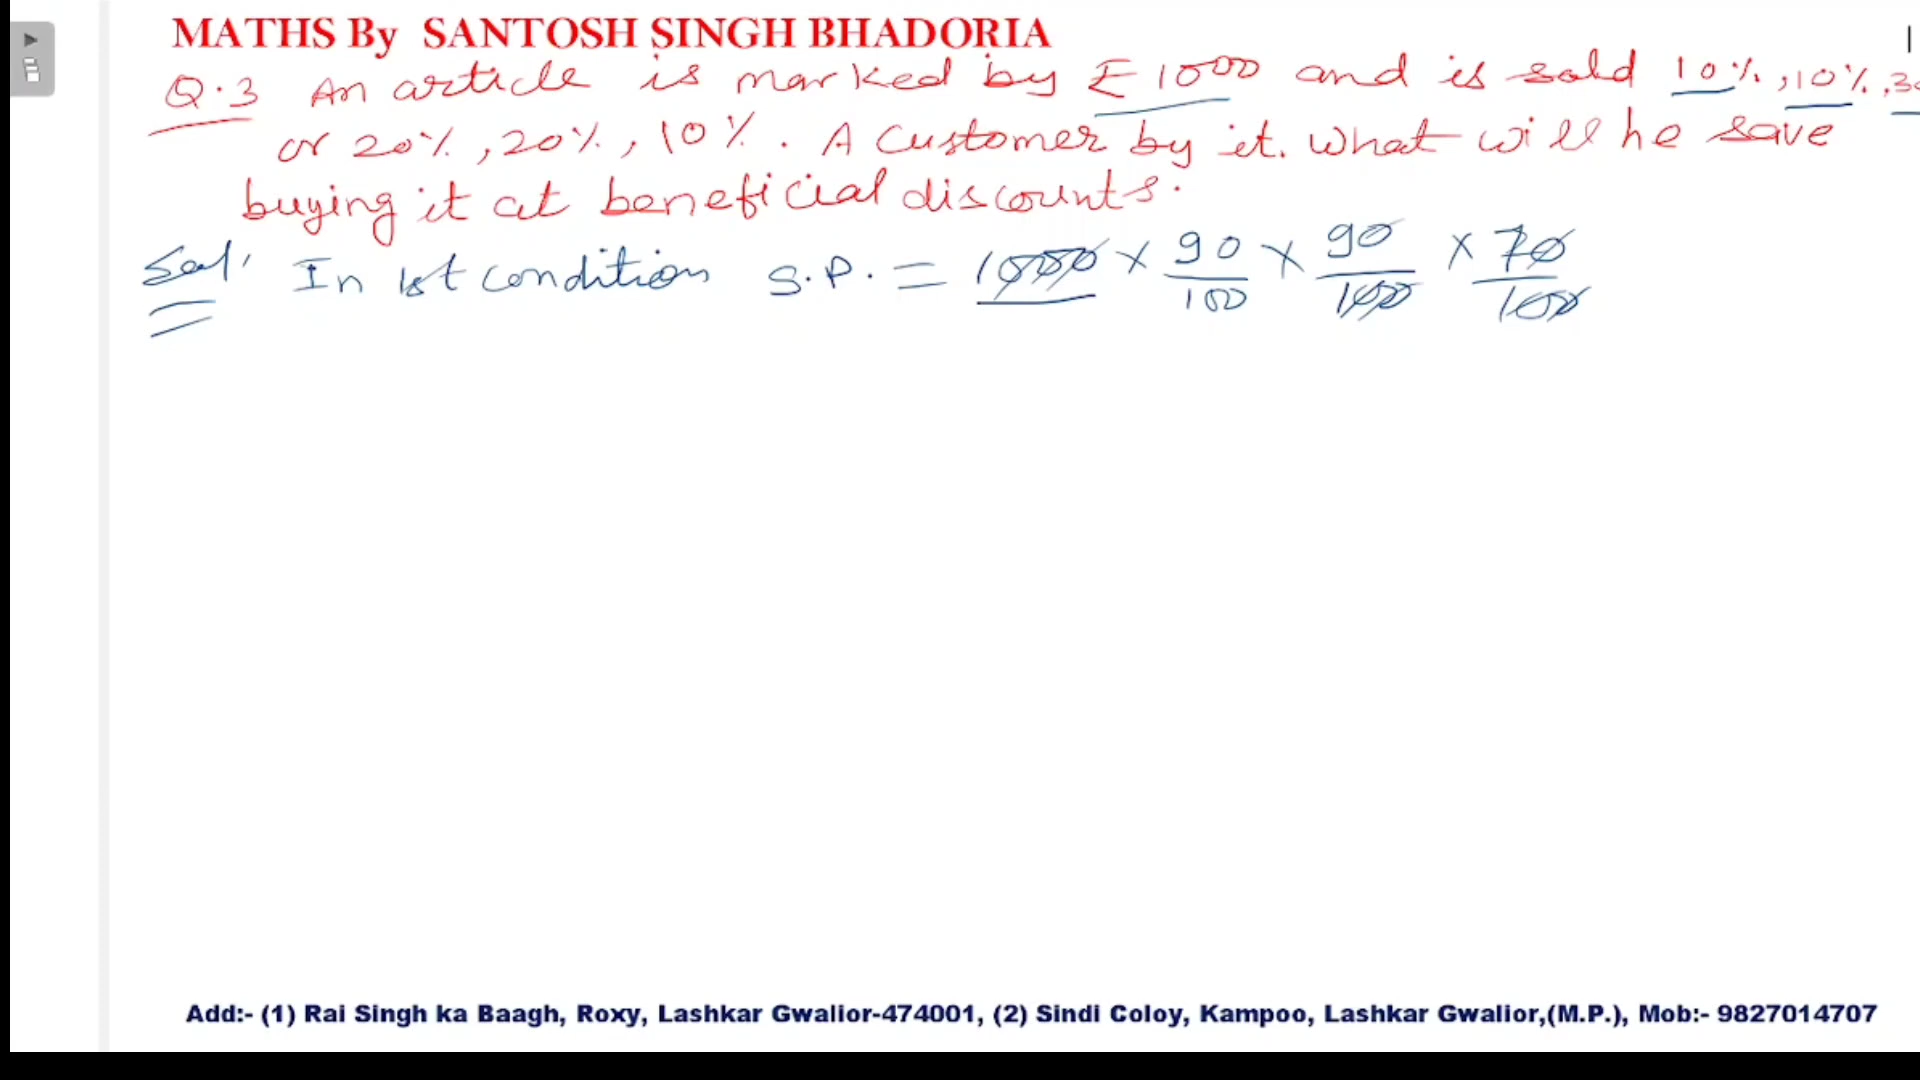 MATHS By SANTOSH SINGH BHADORIA
Q.3 An article is marked by ₹ 1000 and is sold 10%, 10%, 30
or 20%, 20%, 10%. A Customer by it. What will he save
buying it at beneficial discounts.
Sol' In 1st condition S.P. = 1000 × 90/100 × 90/100 × 70/100
Add:- (1) Rai Singh ka Baagh, Roxy, Lashkar Gwalior-474001, (2) Sindi Coloy, Kampoo, Lashkar Gwalior,(M.P.), Mob:- 9827014707